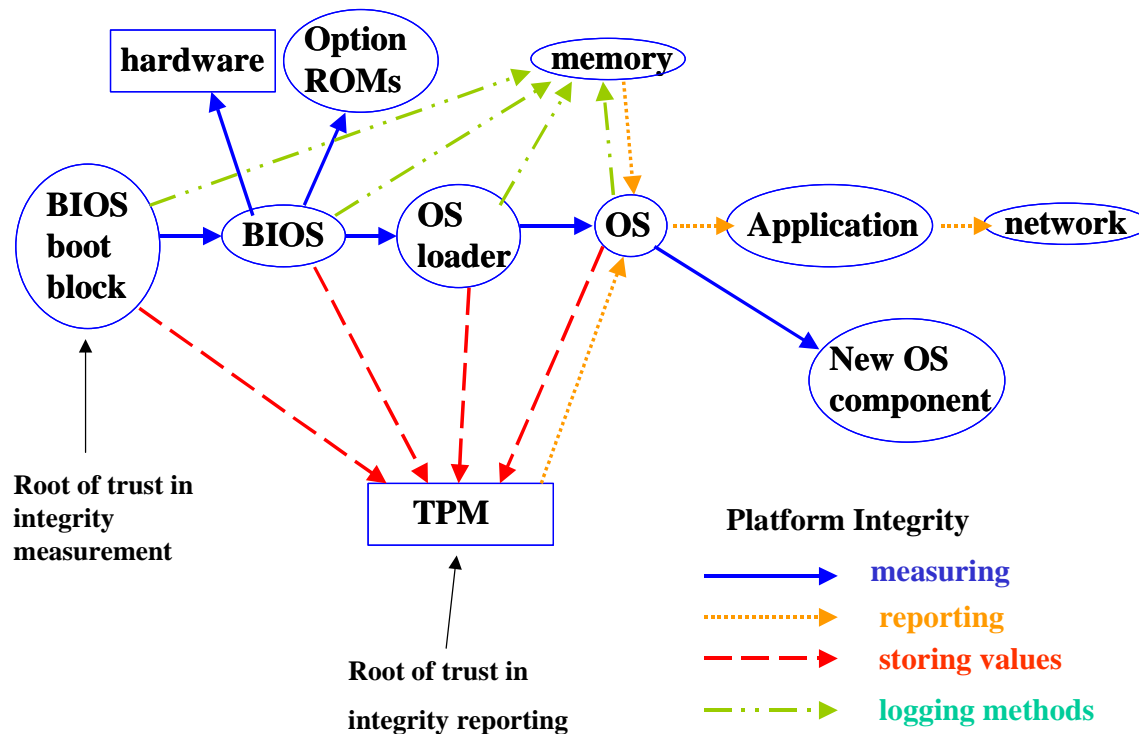 hardware
Option
ROMs
memory
BIOS
boot
block
BIOS
OS
loader
OS
Application
network
New OS
component
Root of trust in
integrity
measurement
TPM
Root of trust in
integrity reporting
Platform Integrity
measuring
reporting
storing values
logging methods